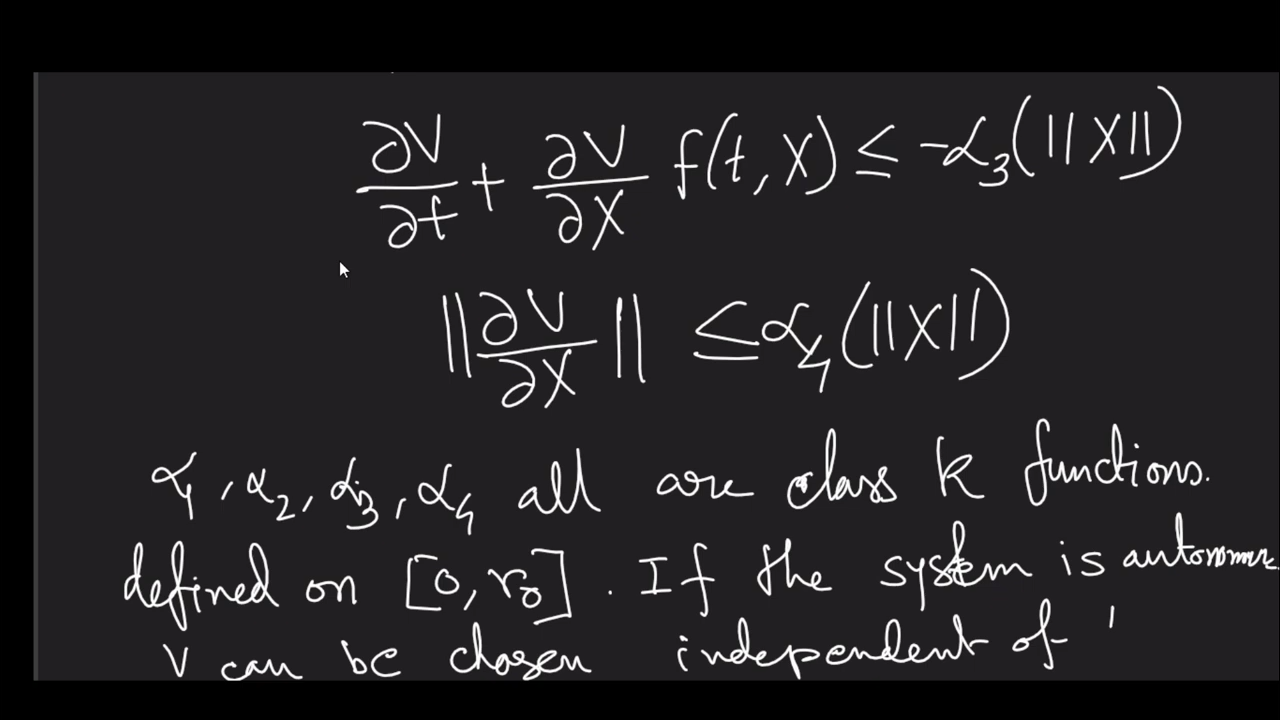 ∂V/∂t + ∂V/∂X f(t, X) ≤ -α₃(||X||)
||∂V/∂X|| ≤ α₄(||X||)
α₁, α₂, α₃, α₄ all are class k functions.
defined on [0, r₀]. If the system is
V can be chosen independent of